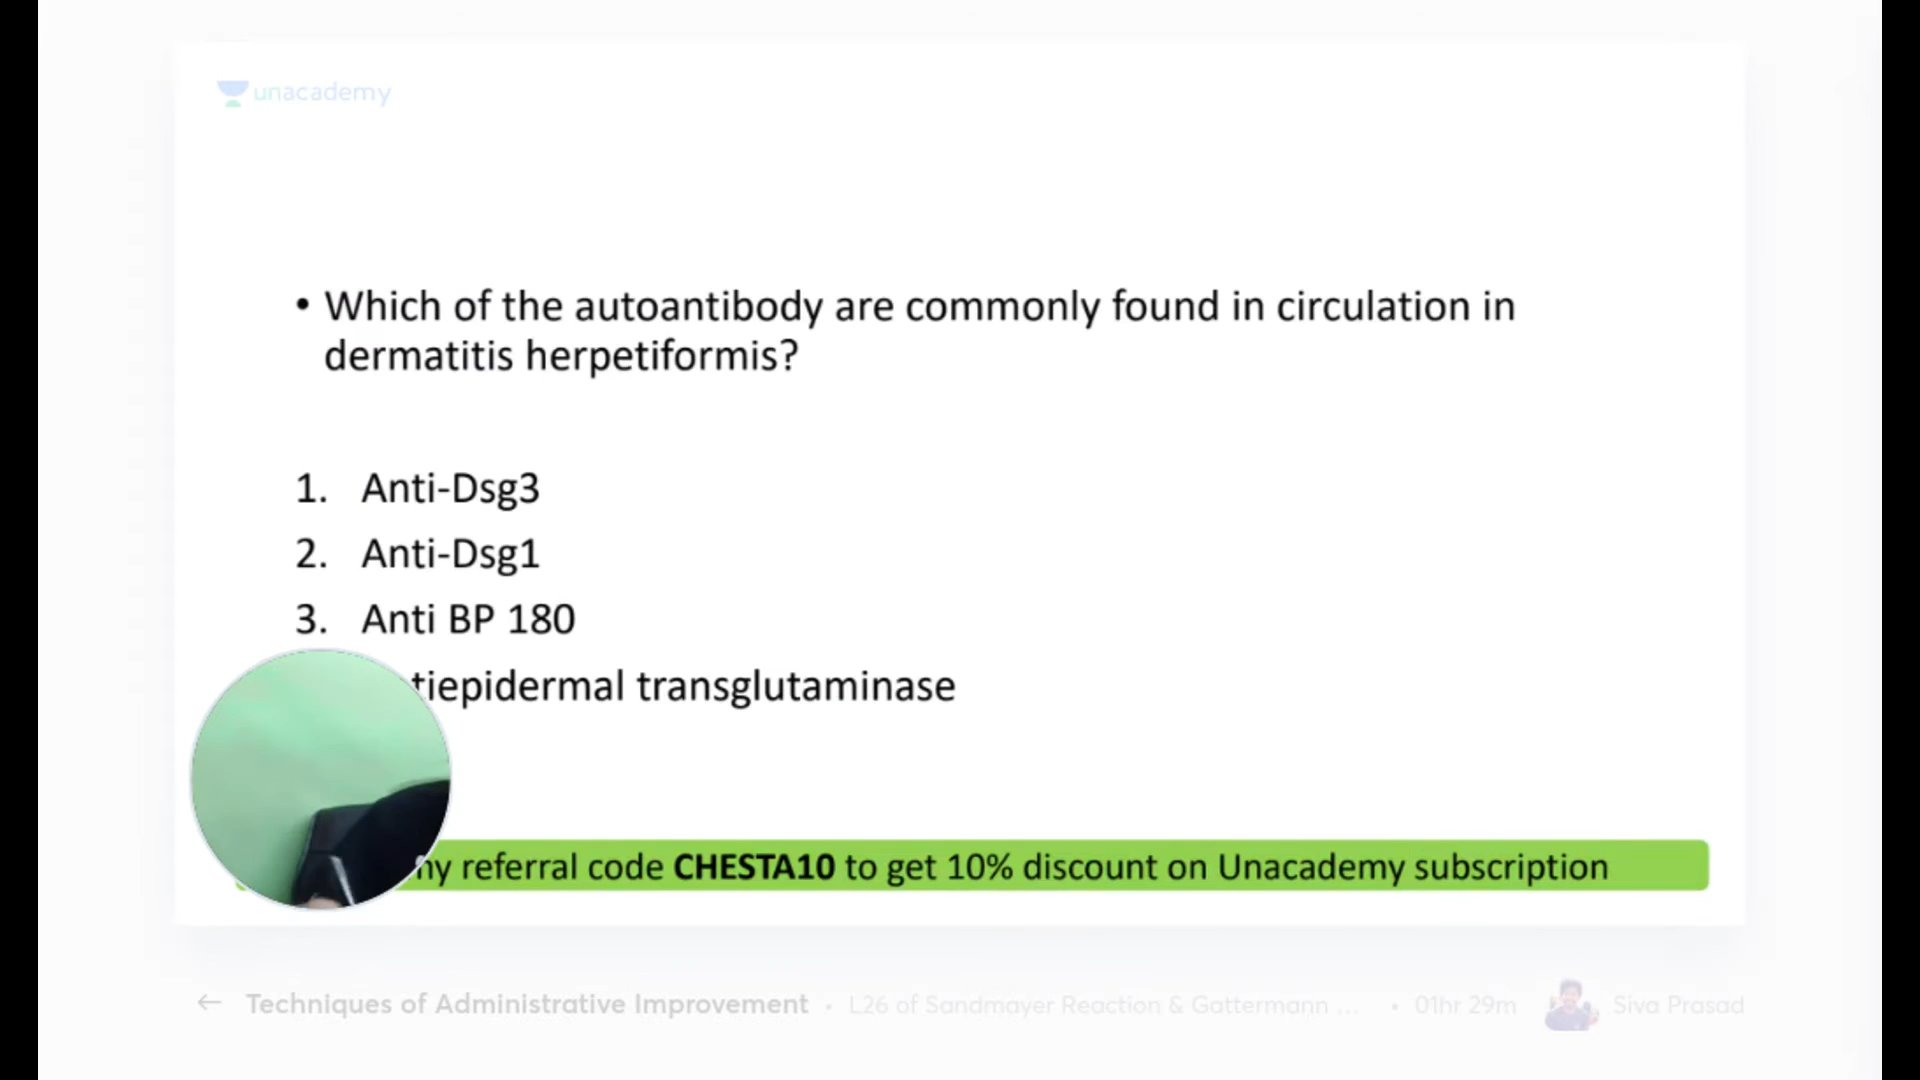 unacademy
• Which of the autoantibody are commonly found in circulation in
dermatitis herpetiformis?
1. Anti-Dsg3
2. Anti-Dsg1
3. Anti BP 180
tiepidermal transglutaminase
my referral code CHESTA10 to get 10% discount on Unacademy subscription
← Techniques of Administrative Improvement • L26 of Sandmayer Reaction & Gattermann ... • 01hr 29m Siva Prasad